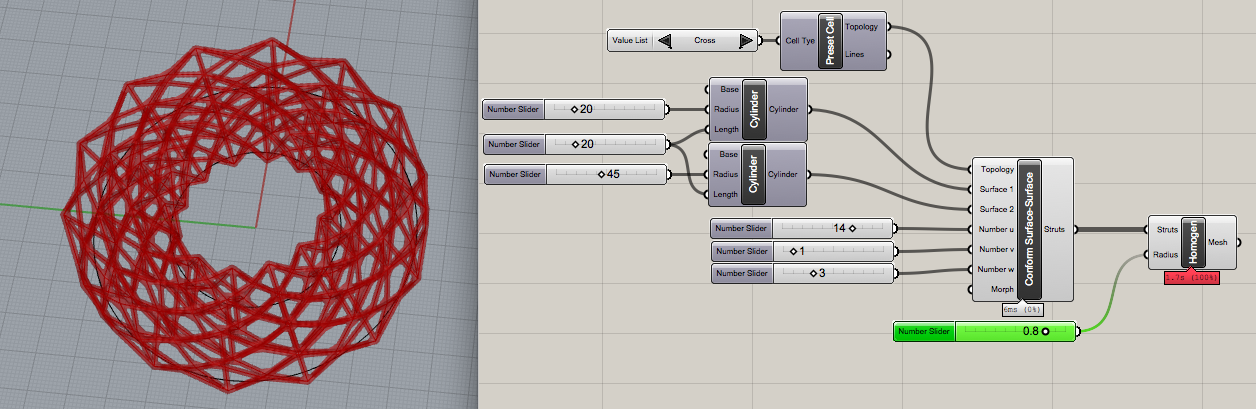 Value List Cross
Cell Tye Preset Cell Topology
Lines
Number Slider 20
Number Slider 20
Number Slider 45
Base
Radius Cylinder Cylinder
Length
Base
Radius Cylinder Cylinder
Length
Number Slider 14
Number Slider 1
Number Slider 3
Topology
Surface 1
Surface 2
Number u Conform Surface-Surface Struts
Number v
Number w
Morph
6ms (0%)
Struts Homogen Mesh
Radius
1.7s (100%)
Number Slider 0.8